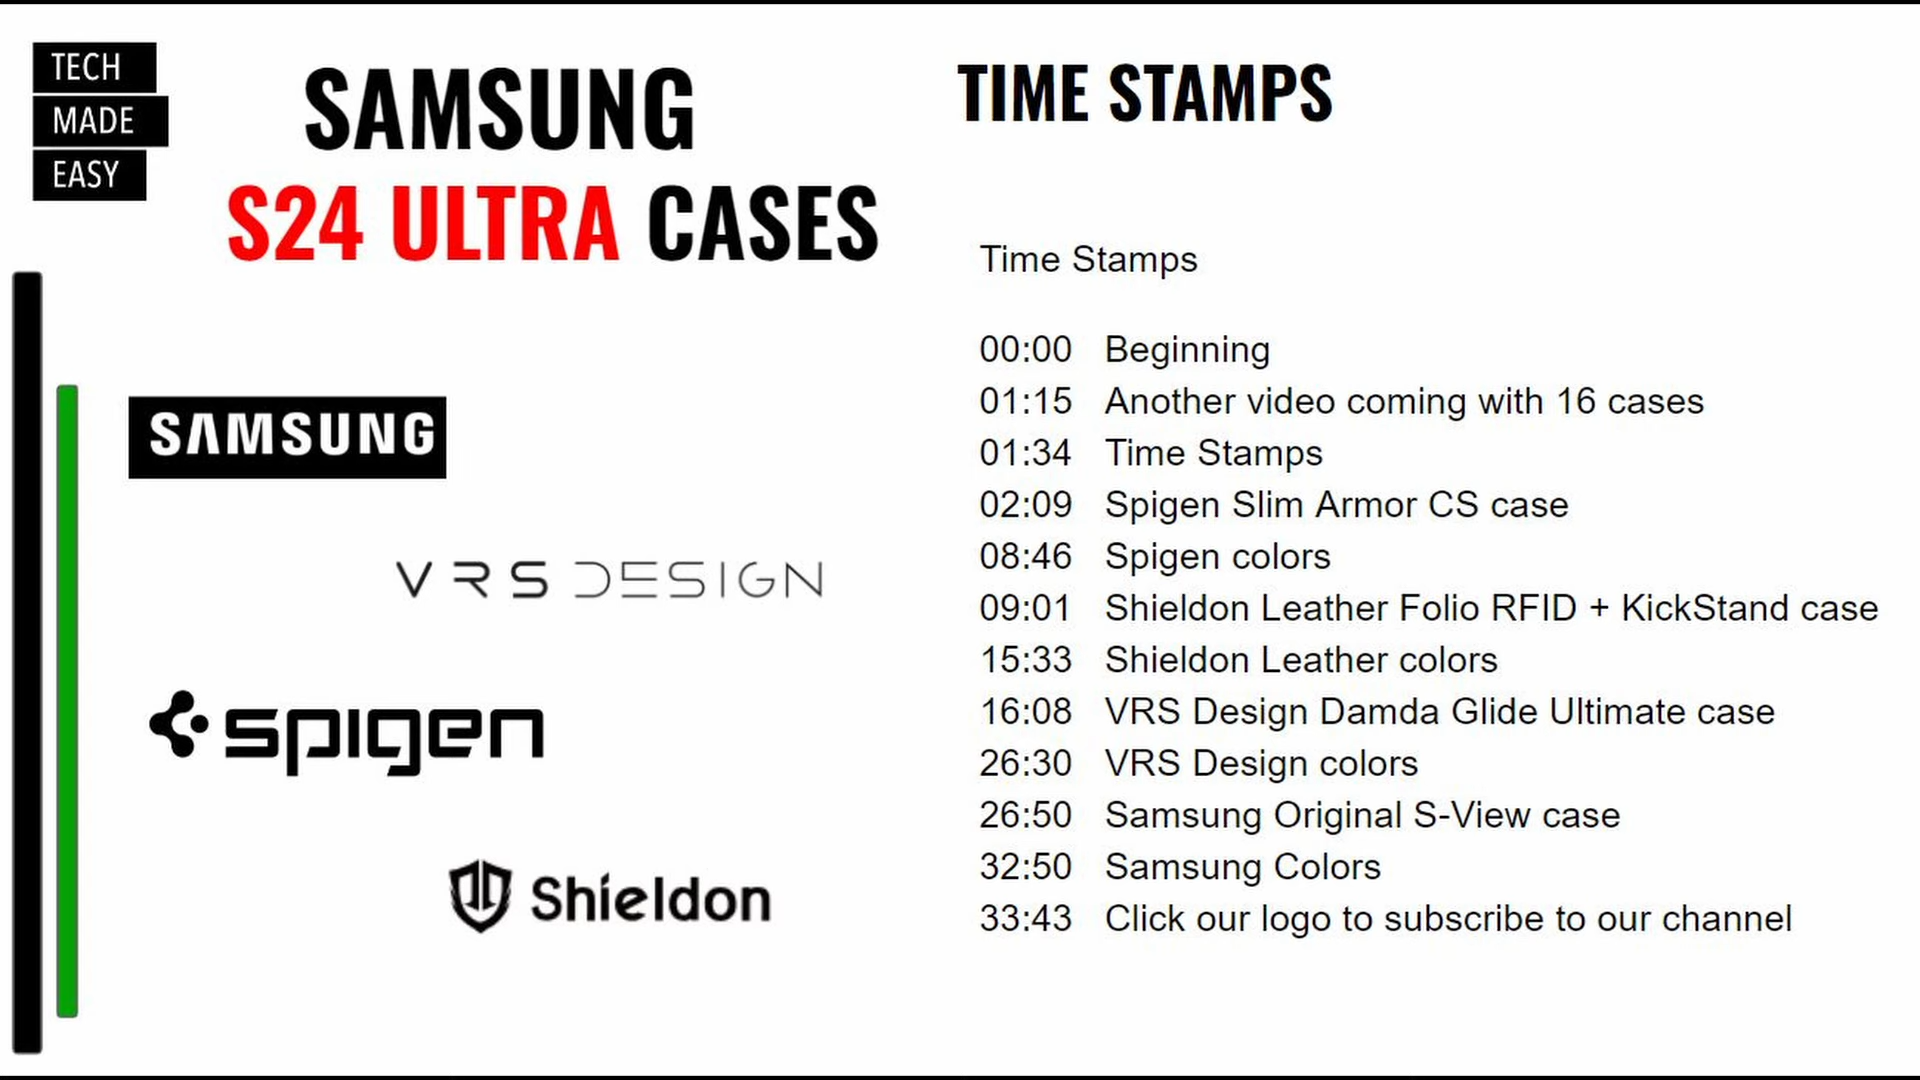 TECH
MADE
EASY
SAMSUNG
S24 ULTRA CASES
SAMSUNG
VRS DESIGN
spigen
Shieldon
TIME STAMPS
Time Stamps
00:00 Beginning
01:15 Another video coming with 16 cases
01:34 Time Stamps
02:09 Spigen Slim Armor CS case
08:46 Spigen colors
09:01 Shieldon Leather Folio RFID + KickStand case
15:33 Shieldon Leather colors
16:08 VRS Design Damda Glide Ultimate case
26:30 VRS Design colors
26:50 Samsung Original S-View case
32:50 Samsung Colors
33:43 Click our logo to subscribe to our channel